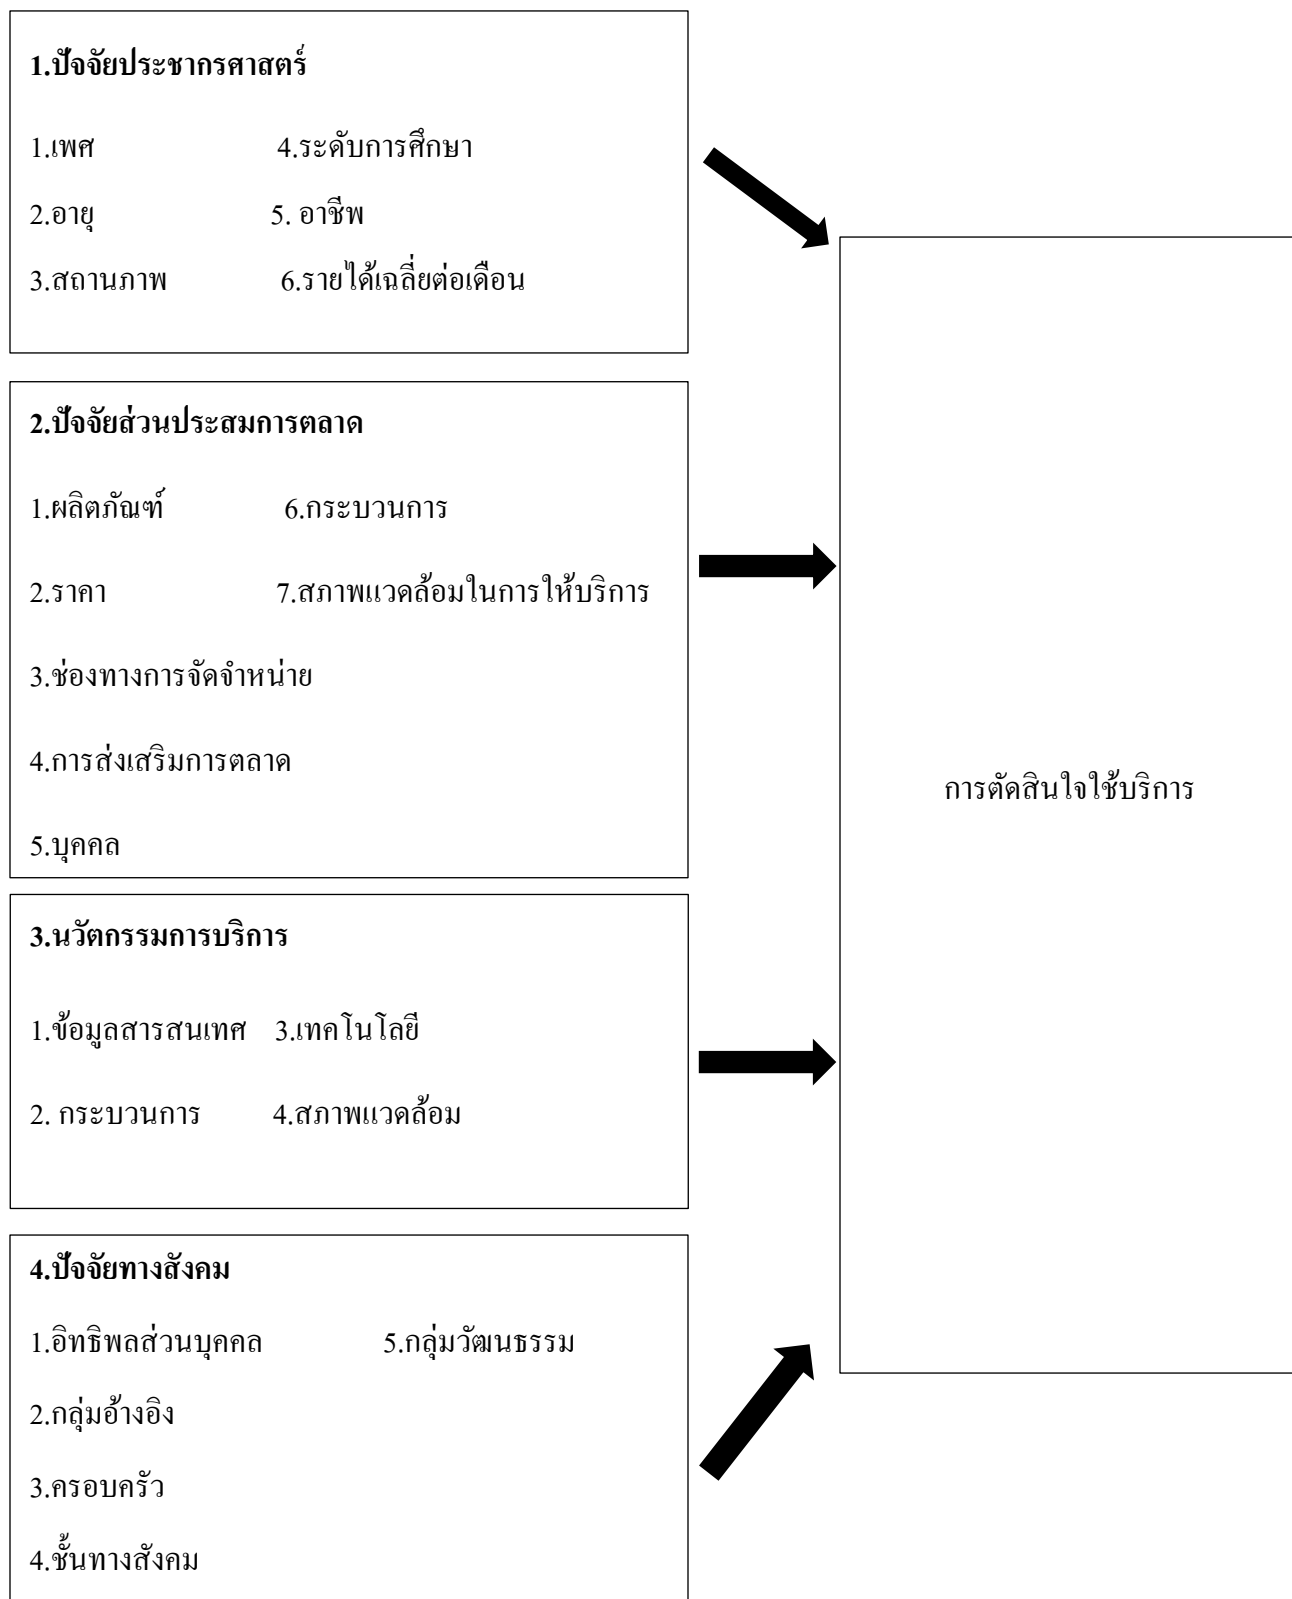 1.ปัจจัยประชากรศาสตร์
1.เพศ 4.ระดับการศึกษา
2.อายุ 5. อาชีพ
3.สถานภาพ 6.รายได้เฉลี่ยต่อเดือน
2.ปัจจัยส่วนประสมการตลาด
1.ผลิตภัณฑ์ 6.กระบวนการ
2.ราคา 7.สภาพแวดล้อมในการให้บริการ
3.ช่องทางการจัดจำหน่าย
4.การส่งเสริมการตลาด
5.บุคคล
3.นวัตกรรมการบริการ
1.ข้อมูลสารสนเทศ 3.เทคโนโลยี
2. กระบวนการ 4.สภาพแวดล้อม
4.ปัจจัยทางสังคม
1.อิทธิพลส่วนบุคคล 5.กลุ่มวัฒนธรรม
2.กลุ่มอ้างอิง
3.ครอบครัว
4.ชั้นทางสังคม
การตัดสินใจใช้บริการ